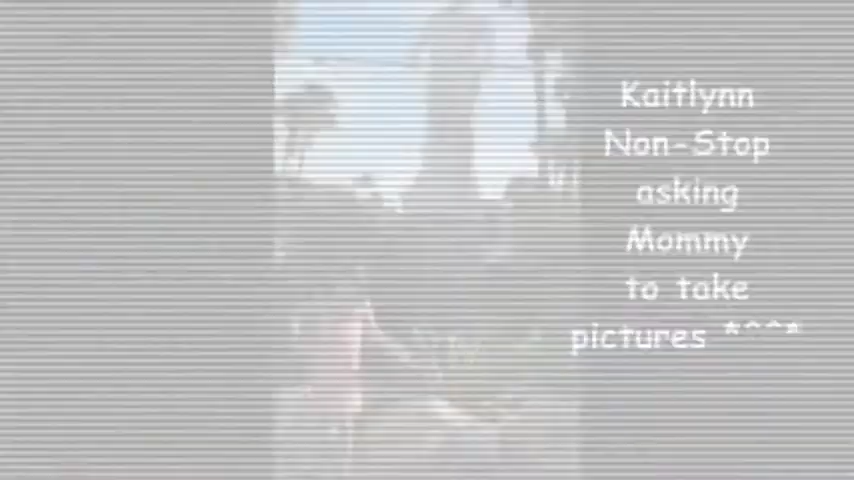 Kaitlynn
Non-Stop
asking
Mommy
to take
pictures *^^*